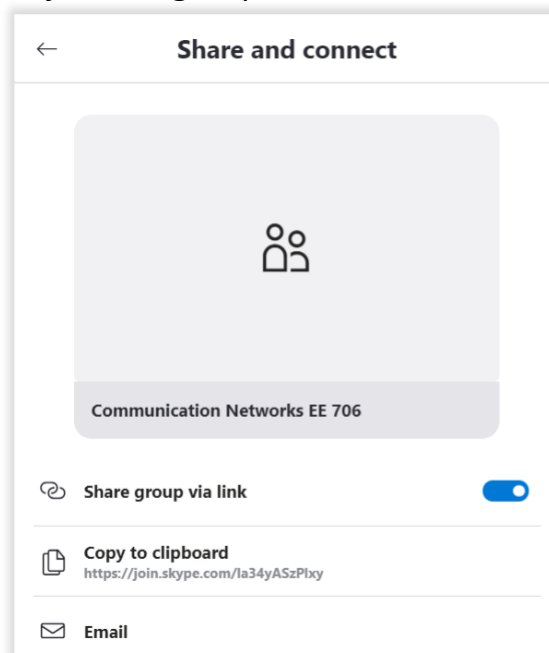 Share and connect
Communication Networks EE 706
Share group via link
Copy to clipboard
https://join.skype.com/la34yASzPlxy
Email